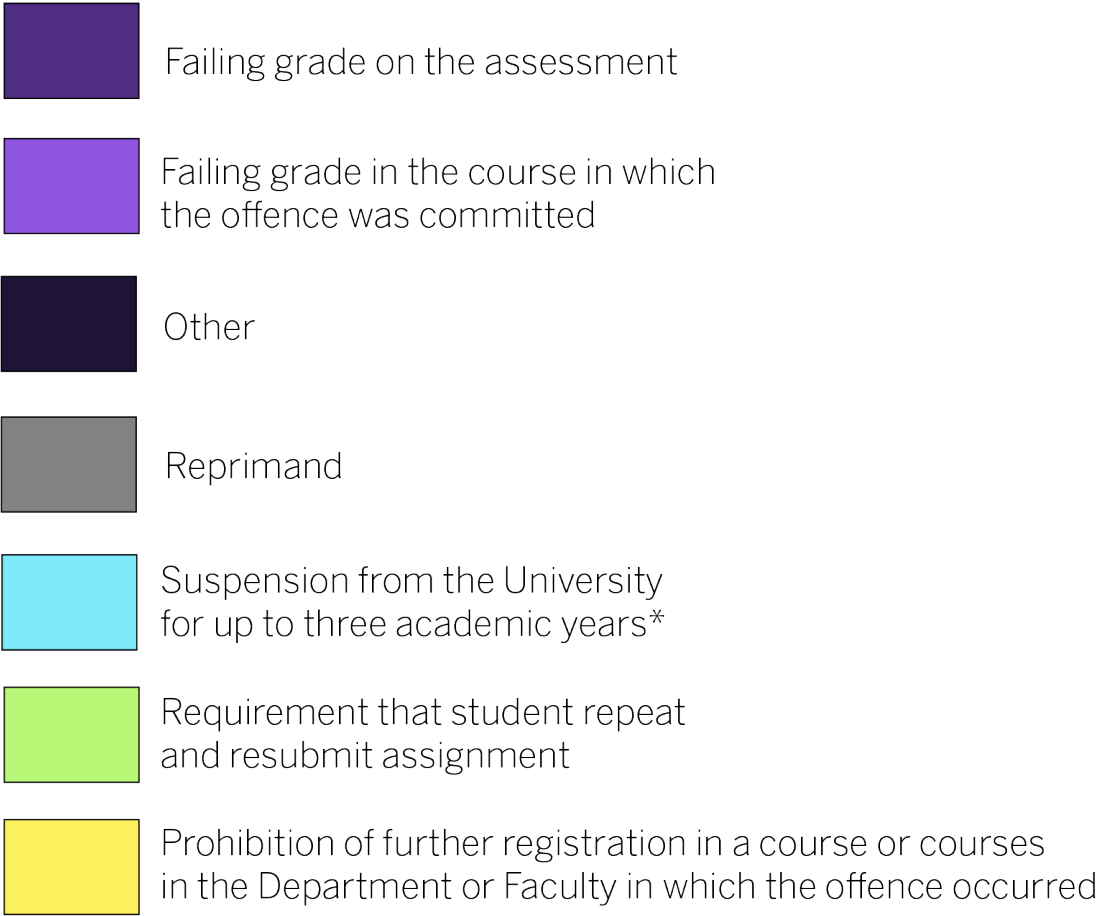 Failing grade on the assessment
Failing grade in the course in which
the offence was committed
Other
Reprimand
Suspension from the University
for up to three academic years*
Requirement that student repeat
and resubmit assignment
Prohibition of further registration in a course or courses
in the Department or Faculty in which the offence occurred